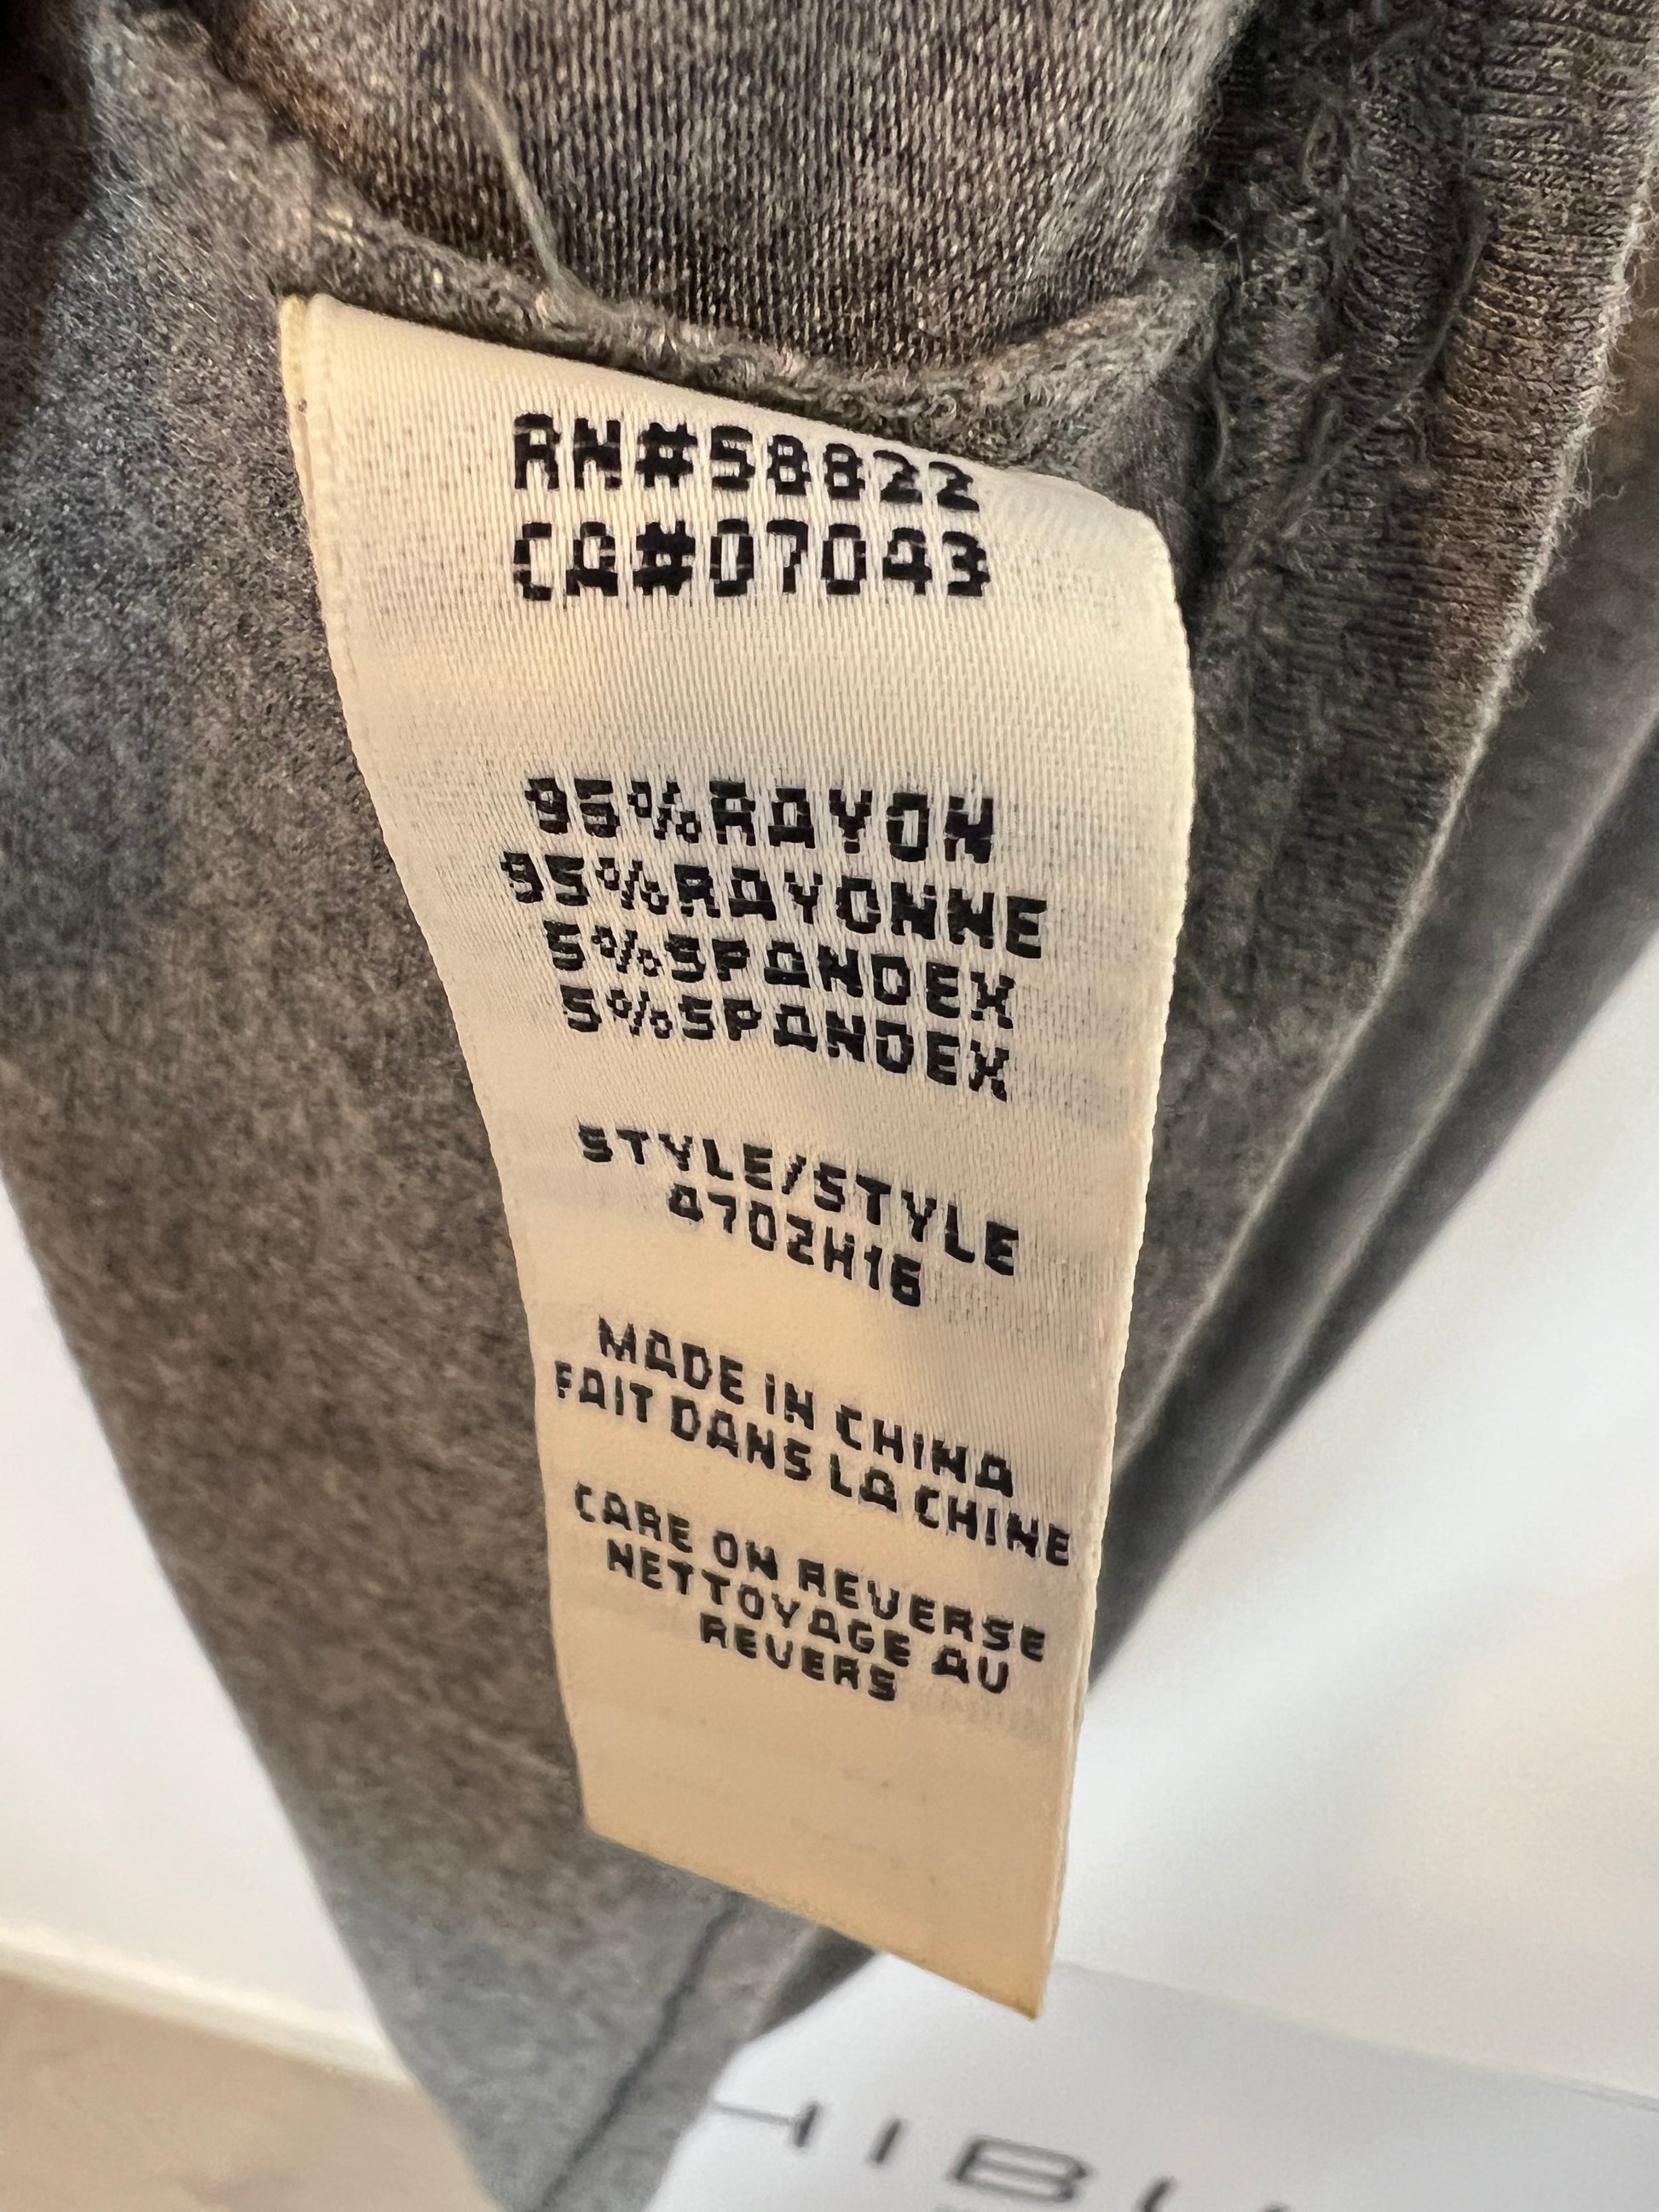 RN#58822
CA#07043
95%RAYON
95%RAYONNE
5%SPANDEX
5%SPANDEX
STYLE/STYLE
4702H16
MADE IN CHINA
FAIT DANS LA CHINE
CARE ON REVERSE
NETTOYAGE AU
REVERS